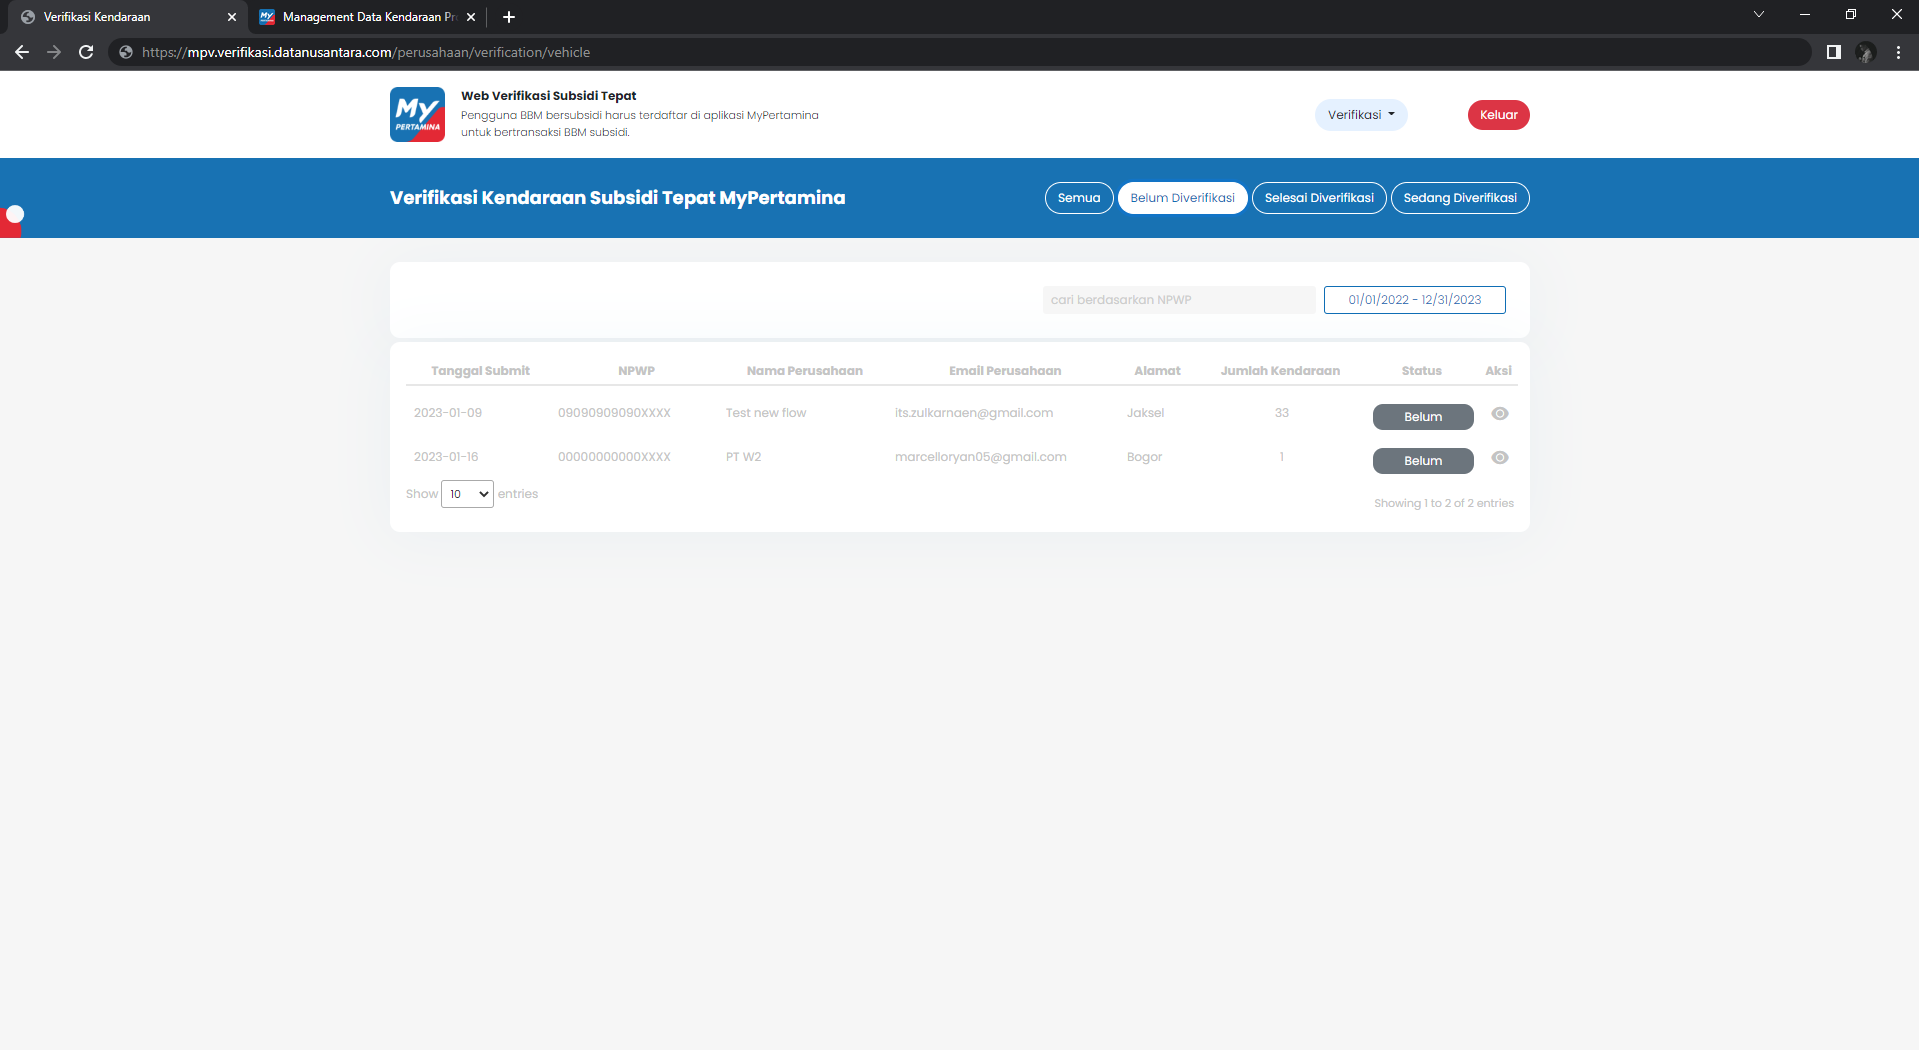 Verifikasi Kendaraan
Management Data Kendaraan Pr
https://mpv.verifikasi.datanusantara.com/perusahaan/verification/vehicle
My
PERTAMINA
Web Verifikasi Subsidi Tepat
Pengguna BBM bersubsidi harus terdaftar di aplikasi MyPertamina
untuk bertransaksi BBM subsidi.
Verifikasi
Keluar
Verifikasi Kendaraan Subsidi Tepat MyPertamina
Semua
Belum Diverifikasi
Selesai Diverifikasi
Sedang Diverifikasi
cari berdasarkan NPWP
01/01/2022 - 12/31/2023
Tanggal Submit NPWP Nama Perusahaan Email Perusahaan Alamat Jumlah Kendaraan Status Aksi
2023-01-09 09090909090XXXX Test new flow its.zulkarnaen@gmail.com Jaksel 33 Belum
2023-01-16 00000000000XXXX PT W2 marcelloryan05@gmail.com Bogor 1 Belum
Show 10 entries
Showing 1 to 2 of 2 entries